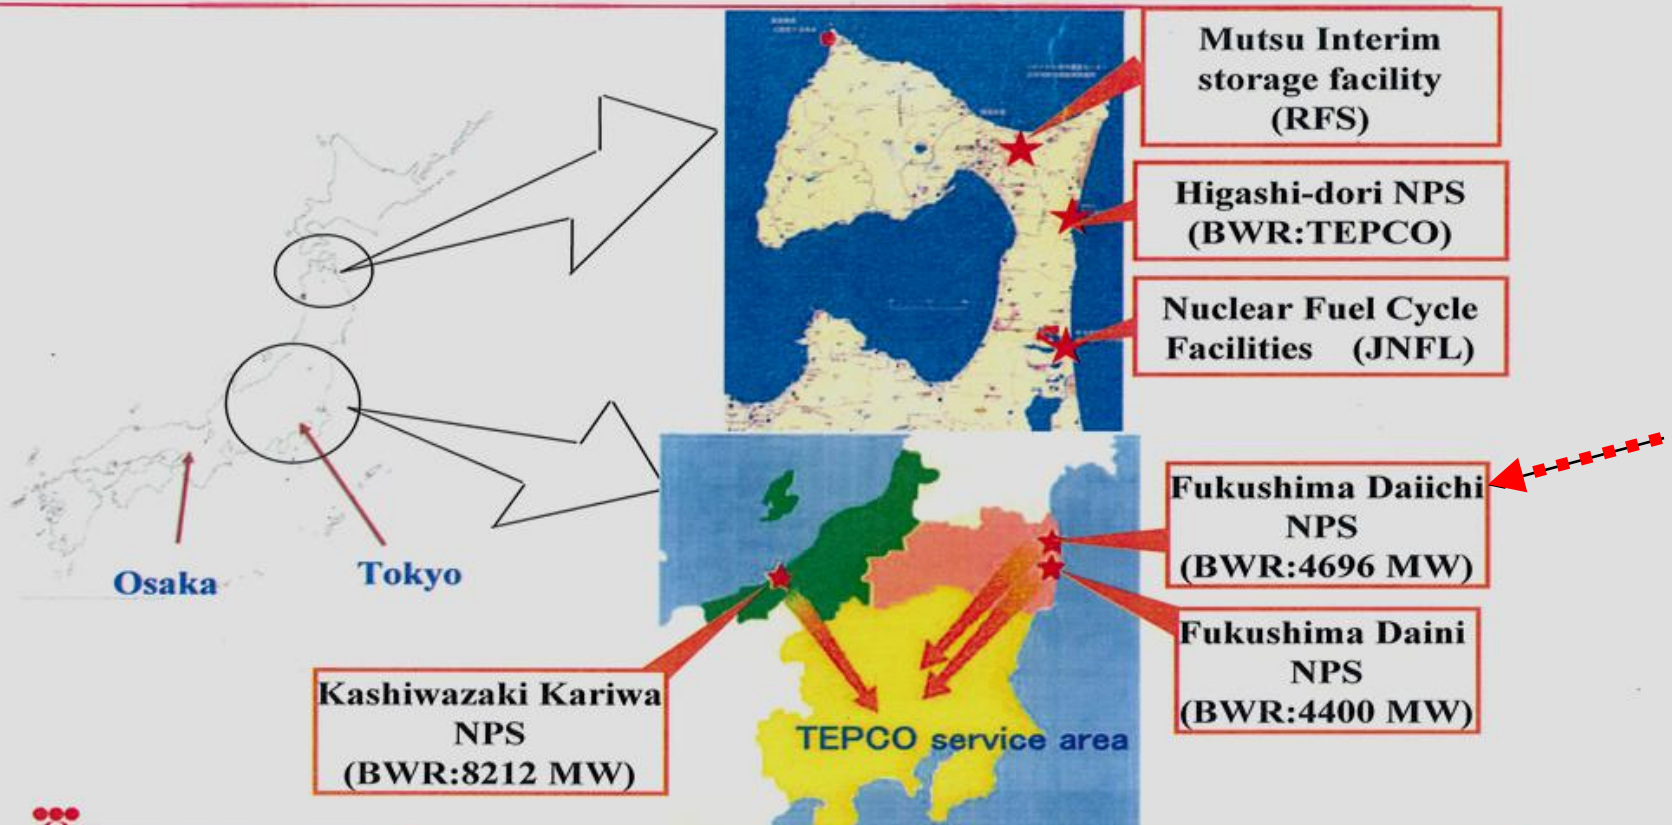 Mutsu Interim
storage facility
(RFS)
Higashi-dori NPS
(BWR:TEPCO)
Nuclear Fuel Cycle
Facilities (JNFL)
Osaka
Tokyo
Fukushima Daiichi
NPS
(BWR:4696 MW)
Fukushima Daini
NPS
(BWR:4400 MW)
Kashiwazaki Kariwa
NPS
(BWR:8212 MW)
TEPCO service area